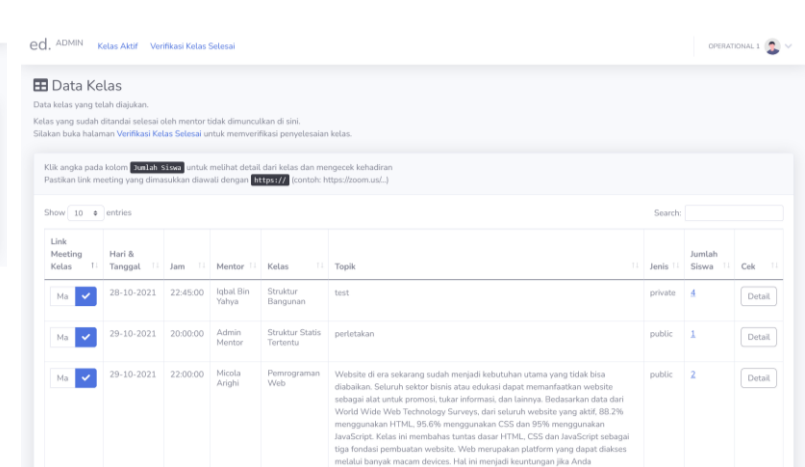 ed. ADMIN Kelas Aktif Verifikasi Kelas Selesai OPERATIONAL 1
Data Kelas
Data kelas yang telah diajukan.
Kelas yang sudah ditandai selesai oleh mentor tidak dimunculkan di sini.
Silakan buka halaman Verifikasi Kelas Selesai untuk memverifikasi penyelesaian kelas.
Klik angka pada kolom Jumlah Siswa untuk melihat detail dari kelas dan mengecek kehadiran
Pastikan link meeting yang dimasukkan diawali dengan https:// (contoh: https://zoom.us/...)
Show 10 entries Search:
Link
Meeting Hari & Jumlah
Kelas Tanggal Jam Mentor Kelas Topik Jenis Siswa Cek
Ma 28-10-2021 22:45:00 Iqbal Bin Struktur test private 4 Detail
Yahya Bangunan
Ma 29-10-2021 20:00:00 Admin Struktur Statis perletakan public 1 Detail
Mentor Tertentu
Ma 29-10-2021 22:00:00 Micola Pemrograman Website di era sekarang sudah menjadi kebutuhan utama yang tidak bisa public 2 Detail
Arighi Web diabaikan. Seluruh sektor bisnis atau edukasi dapat memanfaatkan website
sebagai alat untuk promosi, tukar informasi, dan lainnya. Bedasarkan data dari
World Wide Web Technology Surveys, dari seluruh website yang aktif, 88.2%
menggunakan HTML, 95.6% menggunakan CSS dan 95% menggunakan
JavaScript. Kelas ini membahas tuntas dasar HTML, CSS dan JavaScript sebagai
tiga fondasi pembuatan website. Web merupakan platform yang dapat diakses
melalui banyak macam devices. Hal ini menjadi keuntungan jika Anda